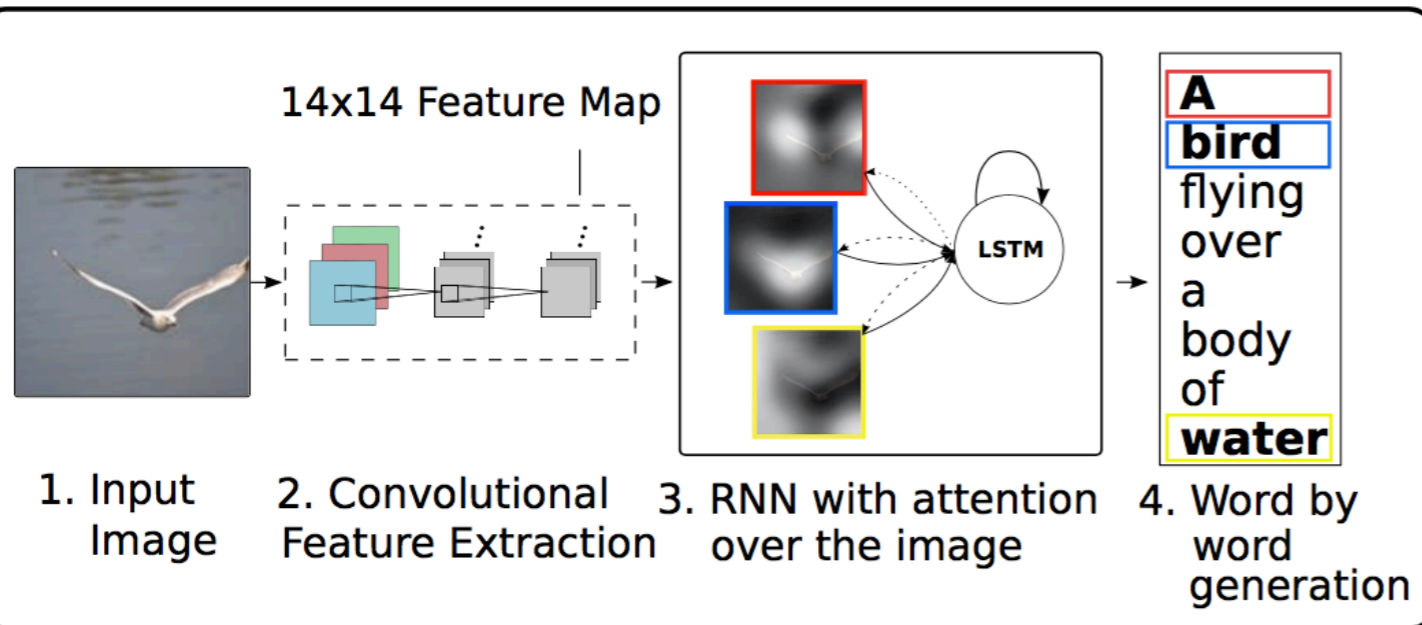 14x14 Feature Map
LSTM
A
bird
flying
over
a
body
of
water
1. Input
Image
2. Convolutional
Feature Extraction
3. RNN with attention
over the image
4. Word by
word
generation